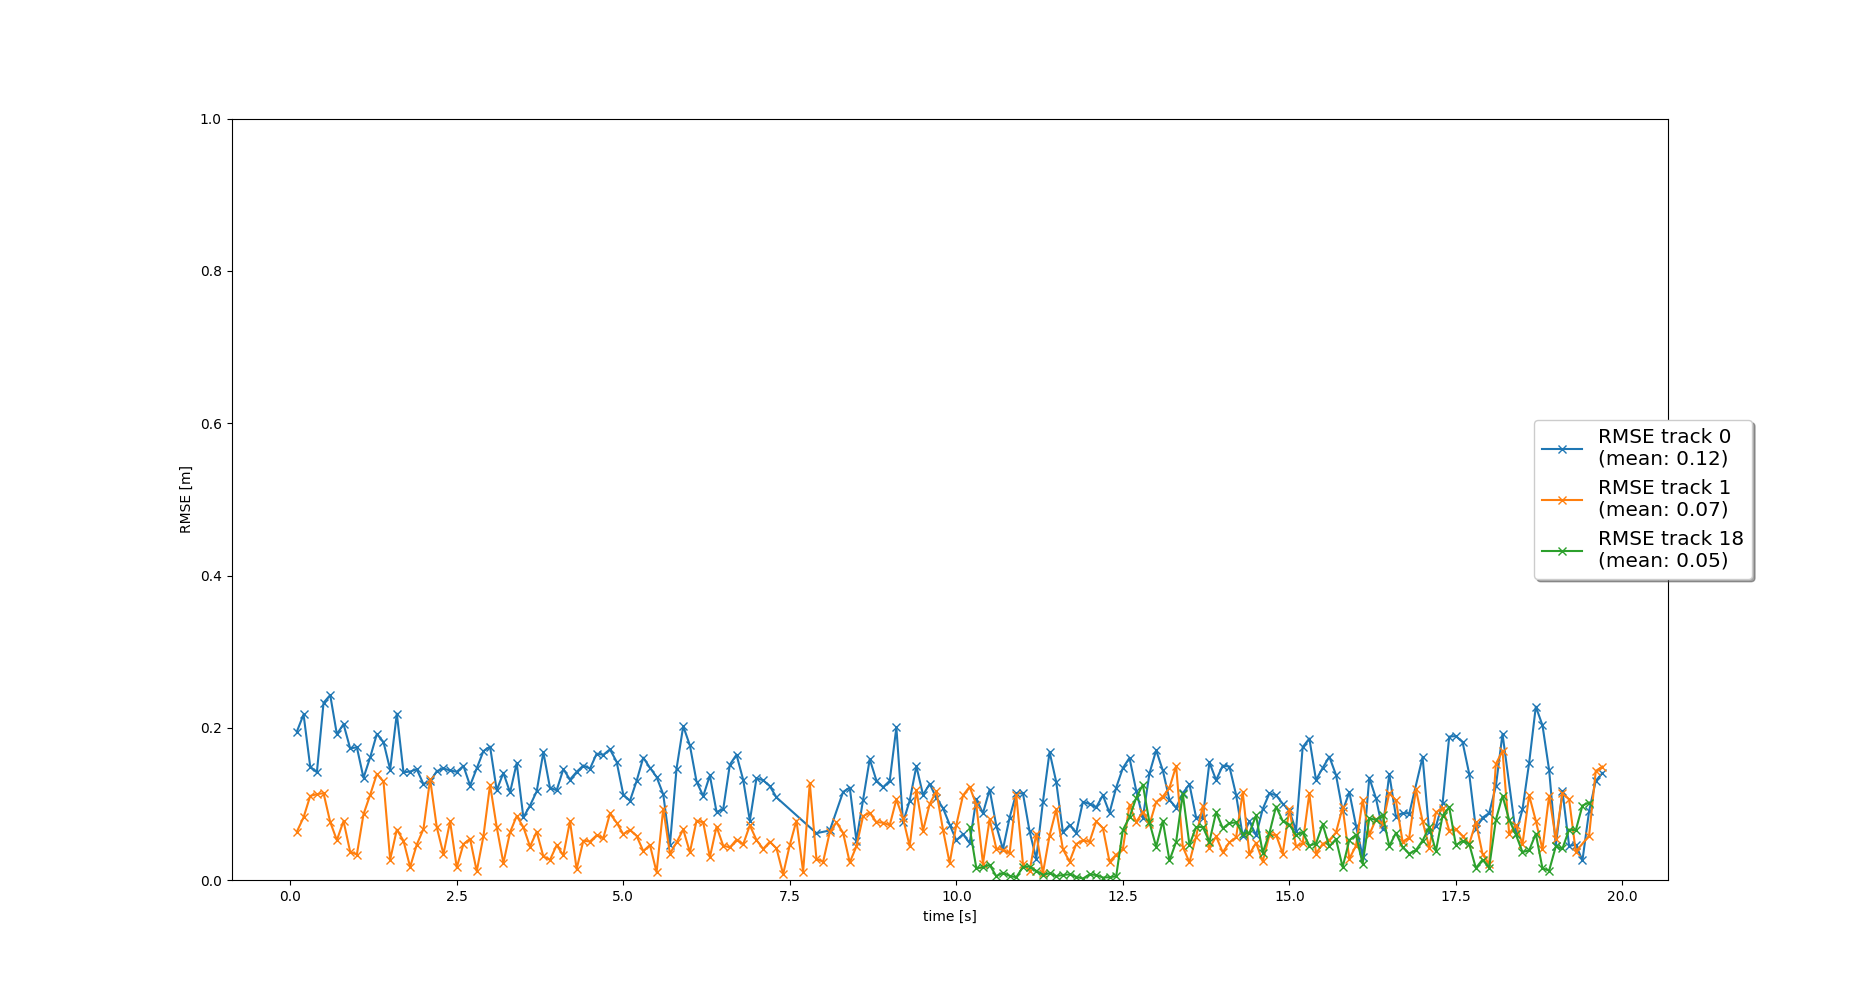 1.0
0.8
0.6
0.4
0.2
0.0
RMSE [m]
0.0 2.5 5.0 7.5 10.0 12.5 15.0 17.5 20.0
time [s]
RMSE track 0
(mean: 0.12)
RMSE track 1
(mean: 0.07)
RMSE track 18
(mean: 0.05)